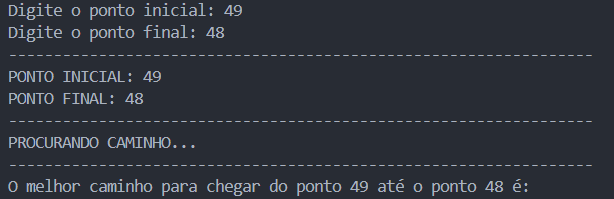 Digite o ponto inicial: 49
Digite o ponto final: 48
----------------------------------------------------------------
PONTO INICIAL: 49
PONTO FINAL: 48
----------------------------------------------------------------
PROCURANDO CAMINHO...
----------------------------------------------------------------
O melhor caminho para chegar do ponto 49 até o ponto 48 é: